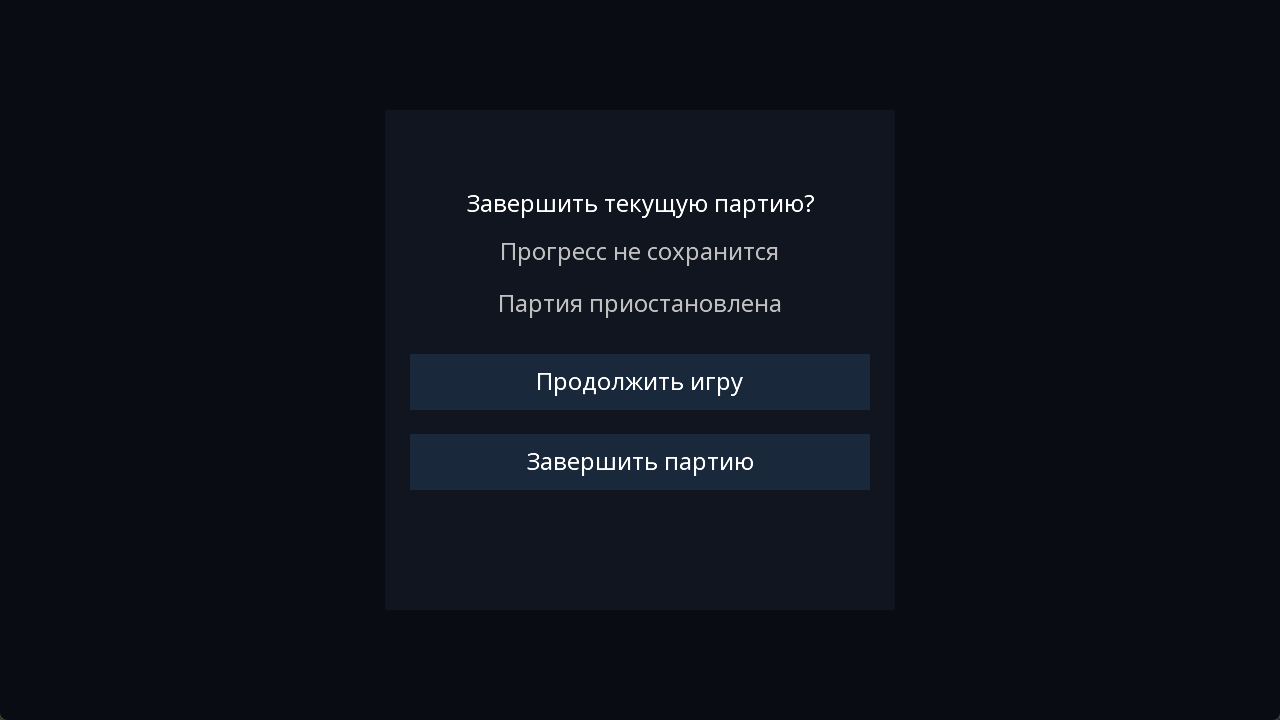 Завершить текущую партию?
Прогресс не сохранится
Партия приостановлена
Продолжить игру
Завершить партию